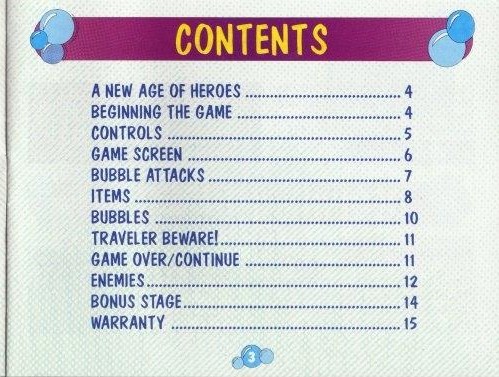 CONTENTS
A NEW AGE OF HEROES ........................................ 4
BEGINNING THE GAME .......................................... 4
CONTROLS ............................................................ 5
GAME SCREEN ....................................................... 6
BUBBLE ATTACKS .................................................. 7
ITEMS .................................................................... 8
BUBBLES ............................................................... 10
TRAVELER BEWARE! ............................................... 11
GAME OVER/CONTINUE ........................................ 11
ENEMIES ................................................................ 12
BONUS STAGE ........................................................ 14
WARRANTY ........................................................... 15
3